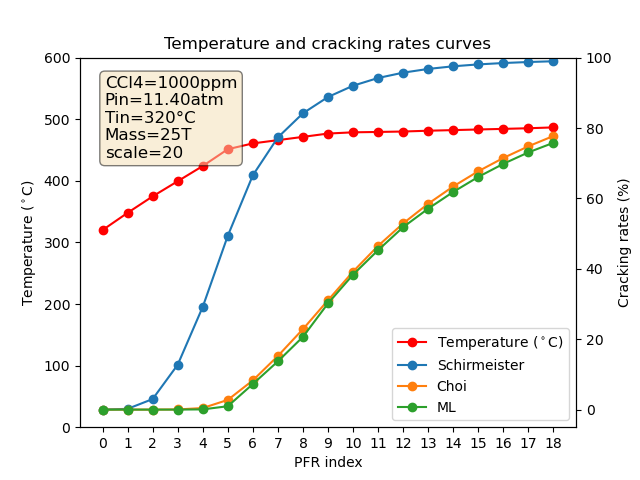 Temperature and cracking rates curves
CCl4=1000ppm
Pin=11.40atm
Tin=320°C
Mass=25T
scale=20
600
500
400
300
200
100
0
Temperature (°C)
100
80
60
40
20
0
Cracking rates (%)
Temperature (°C)
Schirmeister
Choi
ML
0 1 2 3 4 5 6 7 8 9 10 11 12 13 14 15 16 17 18
PFR index